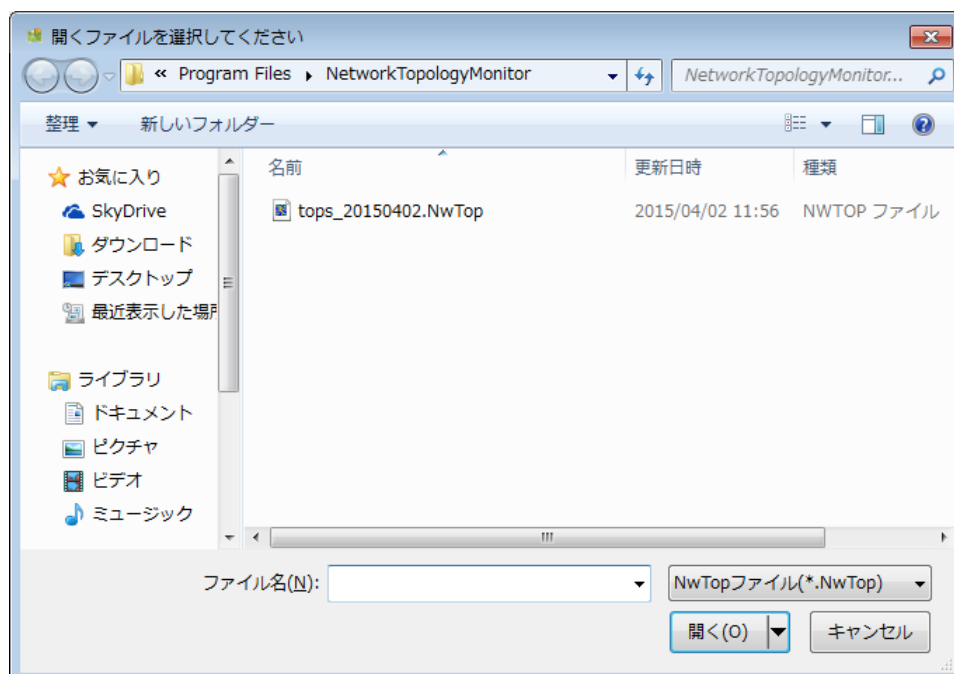 開くファイルを選択してください
« Program Files ▸ NetworkTopologyMonitor
NetworkTopologyMonitor...
整理 ▼ 新しいフォルダー
名前 更新日時 種類
お気に入り
SkyDrive
ダウンロード
デスクトップ
最近表示した場所
ライブラリ
ドキュメント
ピクチャ
ビデオ
ミュージック
tops_20150402.NwTop 2015/04/02 11:56 NWTOP ファイル
ファイル名(N):
NwTopファイル(*.NwTop)
開く(O)
キャンセル